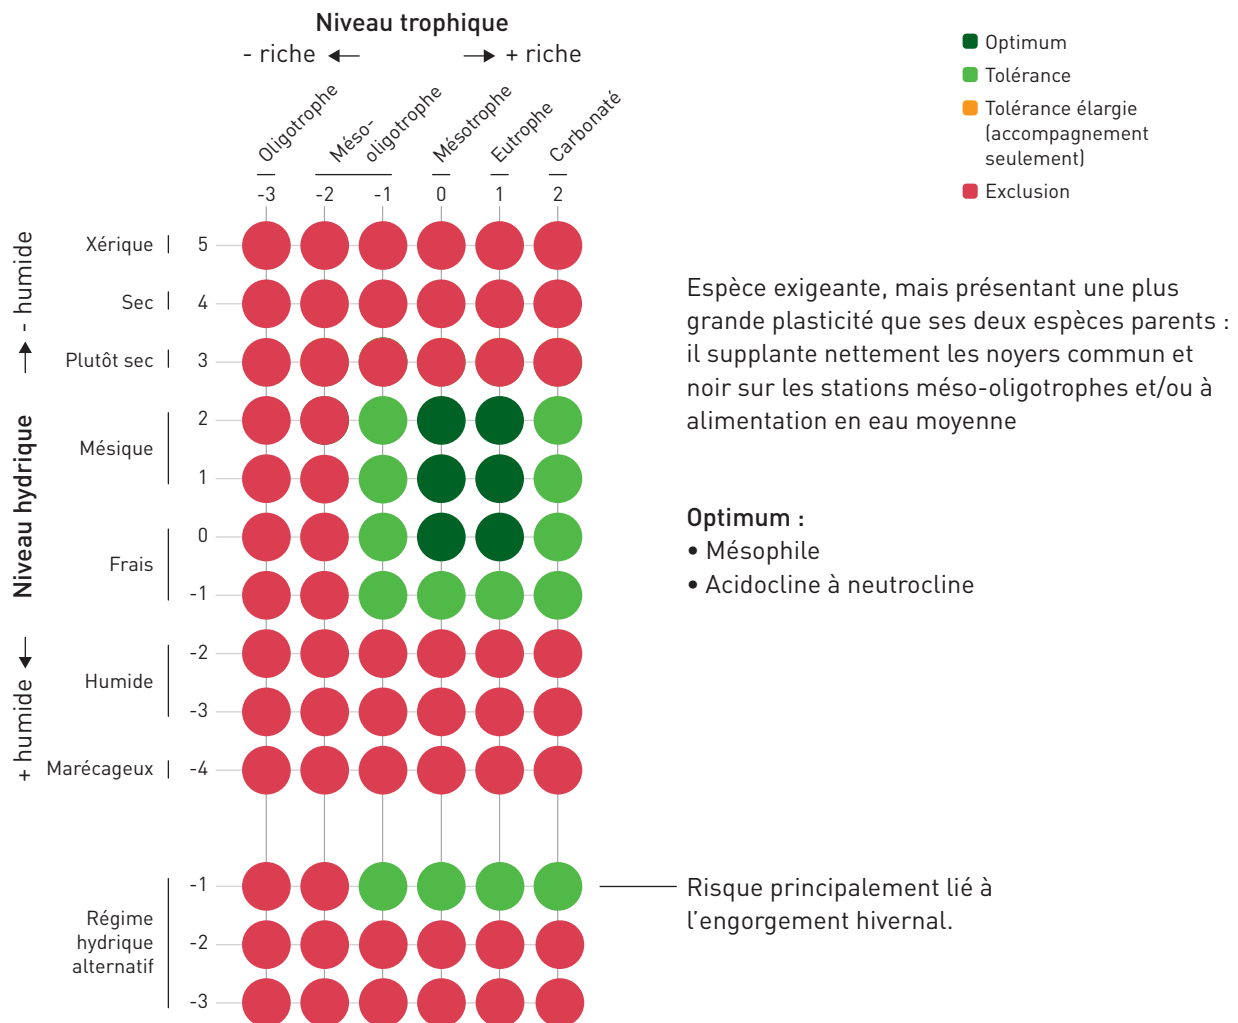 Niveau trophique
- riche
+ riche
Oligotrophe
Méso-
oligotrophe
Mésotrophe
Eutrophe
Carbonaté
-3
-2
-1
0
1
2
Optimum
Tolérance
Tolérance élargie
(accompagnement
seulement)
Exclusion
- humide
Niveau hydrique
+ humide
Xérique 5
Sec 4
Plutôt sec 3
2
Mésique
1
0
Frais
-1
-2
Humide
-3
Marécageux -4
-1
Régime
hydrique
alternatif
-2
-3
Espèce exigeante, mais présentant une plus
grande plasticité que ses deux espèces parents :
il supplante nettement les noyers commun et
noir sur les stations méso-oligotrophes et/ou à
alimentation en eau moyenne
Optimum :
• Mésophile
• Acidocline à neutrocline
Risque principalement lié à
l’engorgement hivernal.